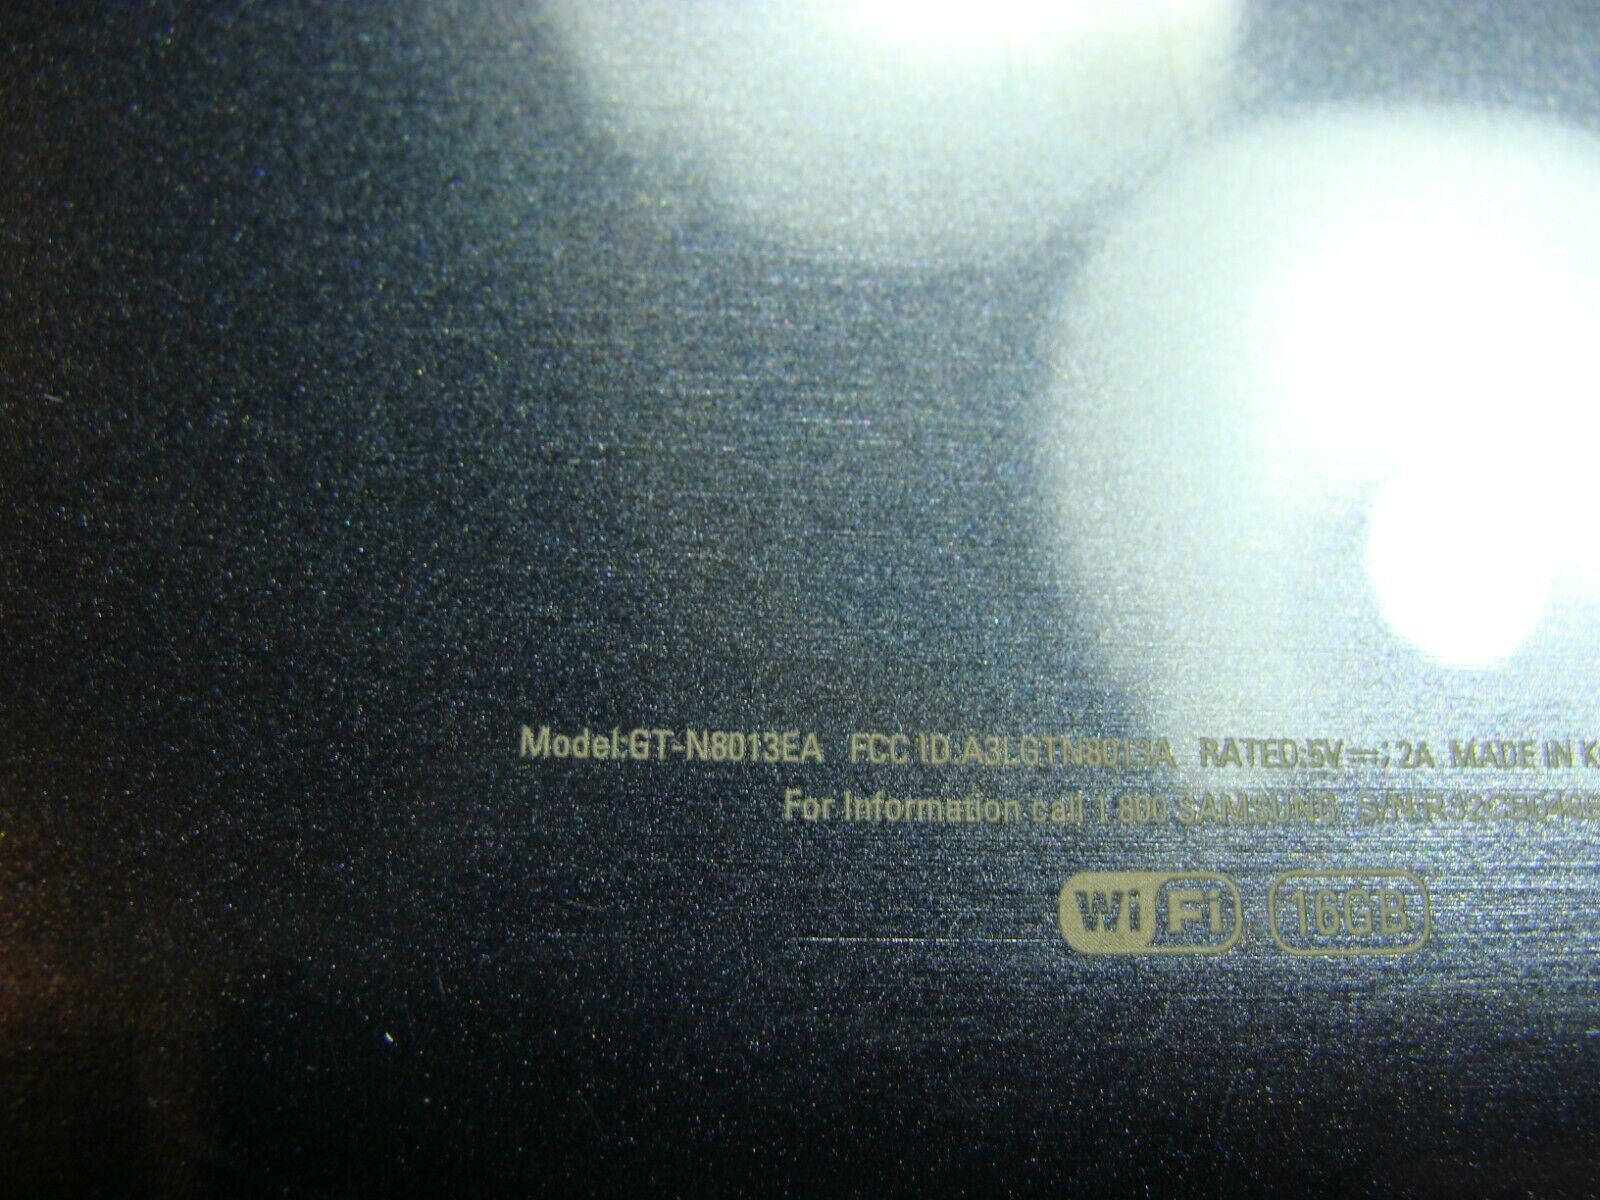 Model:GT-N8013EA FCC ID:A3LGTN8013A RATED:5V⎓; 2A MADE IN K
For Information call 1 800 SAMSUNG S/N:R32CB048
WiFi 16GB